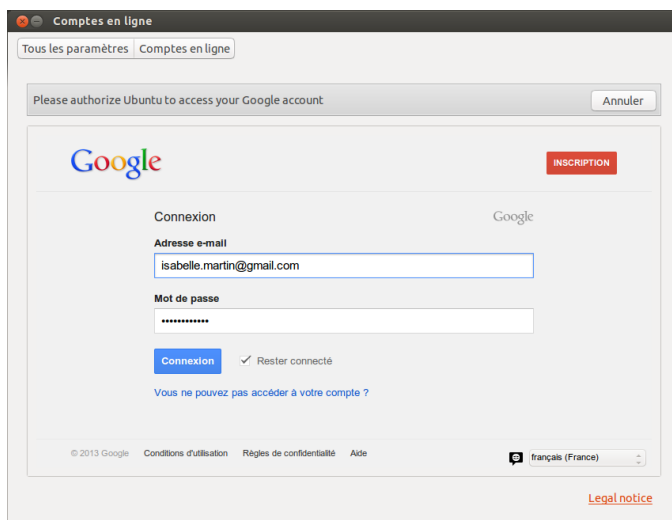 Comptes en ligne
Tous les paramètres Comptes en ligne
Please authorize Ubuntu to access your Google account Annuler
Google INSCRIPTION
Connexion Google
Adresse e-mail
isabelle.martin@gmail.com
Mot de passe
••••••••••••
Connexion Rester connecté
Vous ne pouvez pas accéder à votre compte ?
© 2013 Google Conditions d'utilisation Règles de confidentialité Aide français (France)
Legal notice